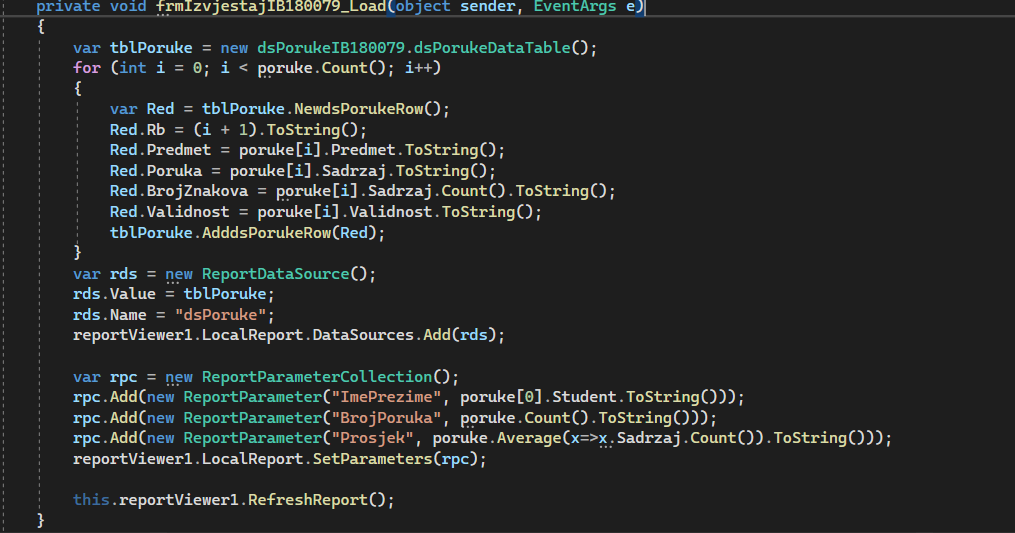 private void frmIzvjestajIB180079_Load(object sender, EventArgs e)
{
var tblPoruke = new dsPorukeIB180079.dsPorukeDataTable();
for (int i = 0; i < poruke.Count(); i++)
{
var Red = tblPoruke.NewdsPorukeRow();
Red.Rb = (i + 1).ToString();
Red.Predmet = poruke[i].Predmet.ToString();
Red.Poruka = poruke[i].Sadrzaj.ToString();
Red.BrojZnakova = poruke[i].Sadrzaj.Count().ToString();
Red.Validnost = poruke[i].Validnost.ToString();
tblPoruke.AdddsPorukeRow(Red);
}
var rds = new ReportDataSource();
rds.Value = tblPoruke;
rds.Name = "dsPoruke";
reportViewer1.LocalReport.DataSources.Add(rds);
var rpc = new ReportParameterCollection();
rpc.Add(new ReportParameter("ImePrezime", poruke[0].Student.ToString()));
rpc.Add(new ReportParameter("BrojPoruka", poruke.Count().ToString()));
rpc.Add(new ReportParameter("Prosjek", poruke.Average(x=>x.Sadrzaj.Count()).ToString()));
reportViewer1.LocalReport.SetParameters(rpc);
this.reportViewer1.RefreshReport();
}